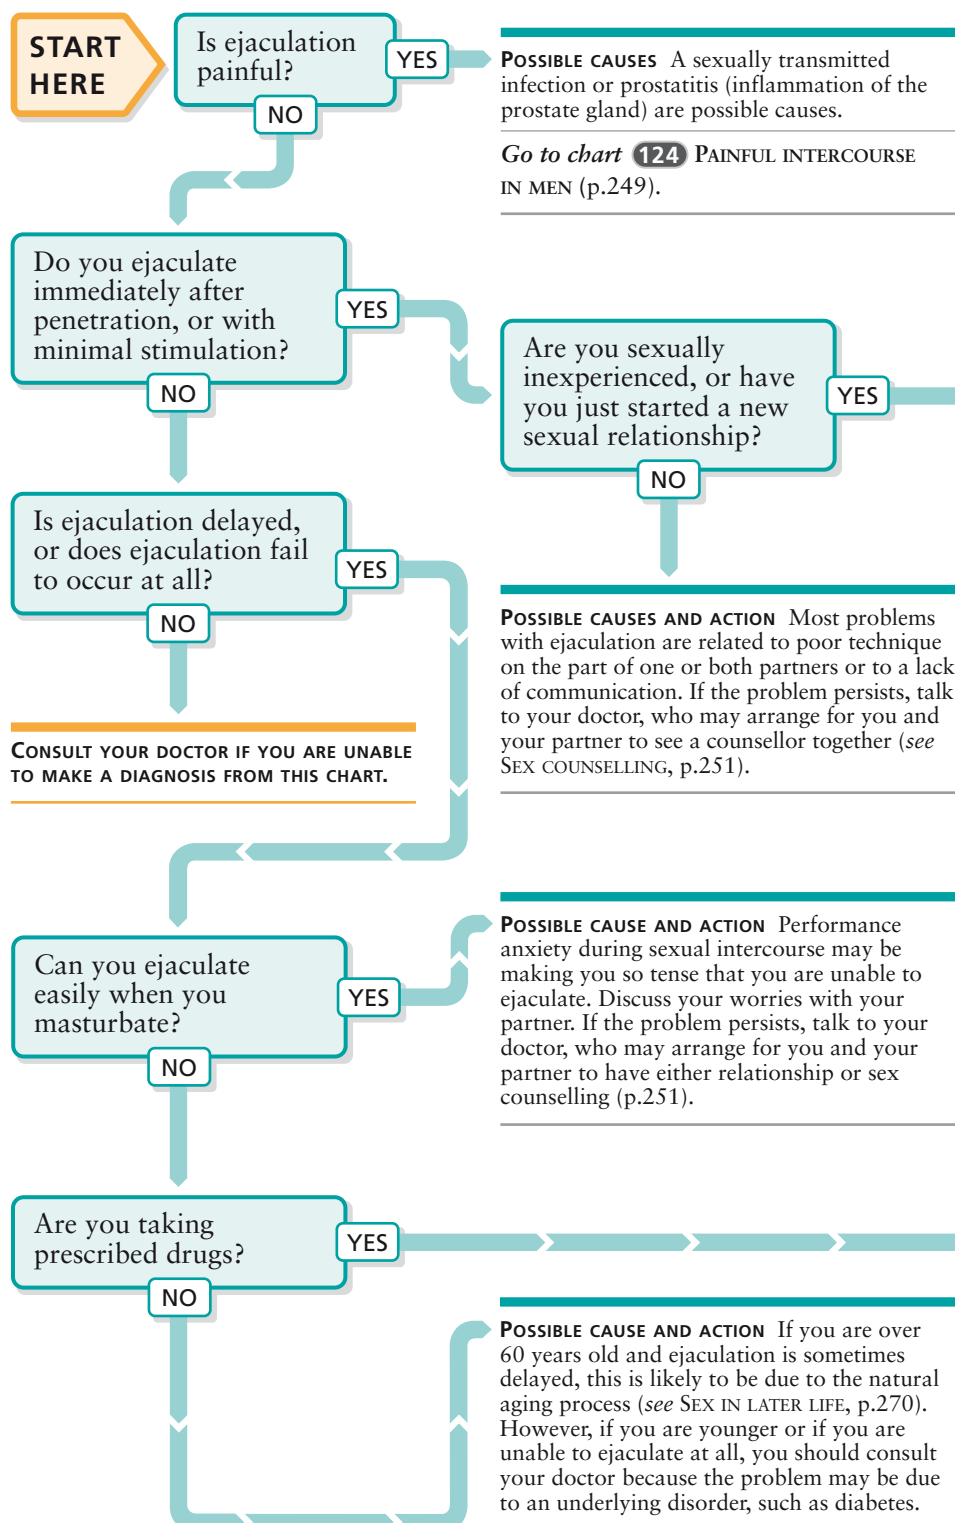 START
HERE
Is ejaculation
painful?
YES
NO
POSSIBLE CAUSES A sexually transmitted
infection or prostatitis (inflammation of the
prostate gland) are possible causes.
Go to chart 124 PAINFUL INTERCOURSE
IN MEN (p.249).
Do you ejaculate
immediately after
penetration, or with
minimal stimulation?
YES
NO
Are you sexually
inexperienced, or have
you just started a new
sexual relationship?
YES
NO
Is ejaculation delayed,
or does ejaculation fail
to occur at all?
YES
NO
POSSIBLE CAUSES AND ACTION Most problems
with ejaculation are related to poor technique
on the part of one or both partners or to a lack
of communication. If the problem persists, talk
to your doctor, who may arrange for you and
your partner to see a counsellor together (see
SEX COUNSELLING, p.251).
CONSULT YOUR DOCTOR IF YOU ARE UNABLE
TO MAKE A DIAGNOSIS FROM THIS CHART.
Can you ejaculate
easily when you
masturbate?
YES
NO
POSSIBLE CAUSE AND ACTION Performance
anxiety during sexual intercourse may be
making you so tense that you are unable to
ejaculate. Discuss your worries with your
partner. If the problem persists, talk to your
doctor, who may arrange for you and your
partner to have either relationship or sex
counselling (p.251).
Are you taking
prescribed drugs?
YES
NO
POSSIBLE CAUSE AND ACTION If you are over
60 years old and ejaculation is sometimes
delayed, this is likely to be due to the natural
aging process (see SEX IN LATER LIFE, p.270).
However, if you are younger or if you are
unable to ejaculate at all, you should consult
your doctor because the problem may be due
to an underlying disorder, such as diabetes.